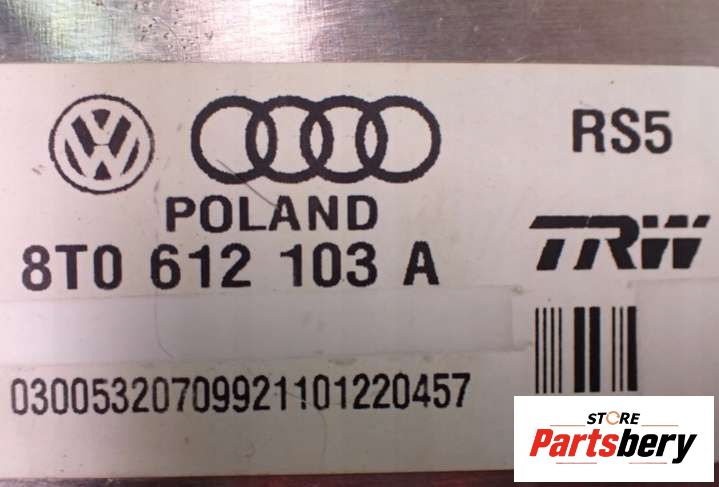 RS5
POLAND
TRW
8T0 612 103 A
03005320709921101220457
STORE
Partsbery